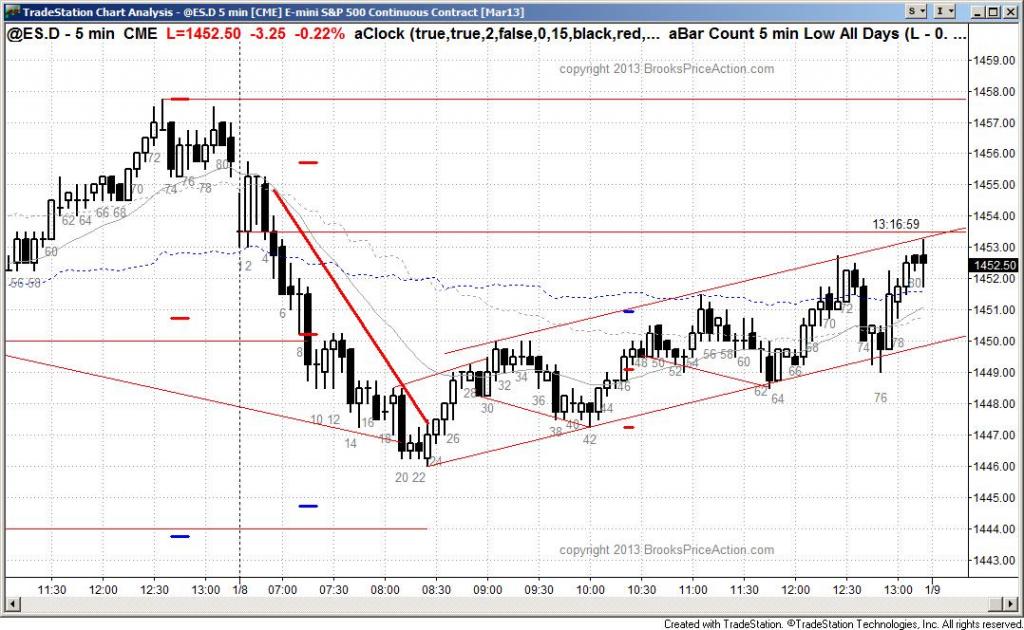 TradeStation Chart Analysis - @ES.D 5 min [CME] E-mini S&P 500 Continuous Contract [Mar13]
S I
@ES.D - 5 min CME L=1452.50 -3.25 -0.22% aClock (true,true,2,false,0,15,black,red,... aBar Count 5 min Low All Days (L - 0. ...
copyright 2013 BrooksPriceAction.com
1459.00
1458.00
1457.00
1456.00
1455.00
1454.00
1453.00
1452.50
1452.00
1451.00
1450.00
1449.00
1448.00
1447.00
1446.00
1445.00
1444.00
1443.00
13:16:59
56 58 60 62 64 66 68 70 72 74 76 78 80
2 4 6 8 10 12 14 16 18 20 22 24 26 28 30 32 34 36 38 40 42 44 46 48 50 52 54 56 58 60 62 64 66 68 70 72 74 76 78 80
copyright 2013 BrooksPriceAction.com
11:30 12:00 12:30 13:00 1/8 07:00 07:30 08:00 08:30 09:00 09:30 10:00 10:30 11:00 11:30 12:00 12:30 13:00 1/9
Created with TradeStation. ©TradeStation Technologies, Inc. All rights reserved.